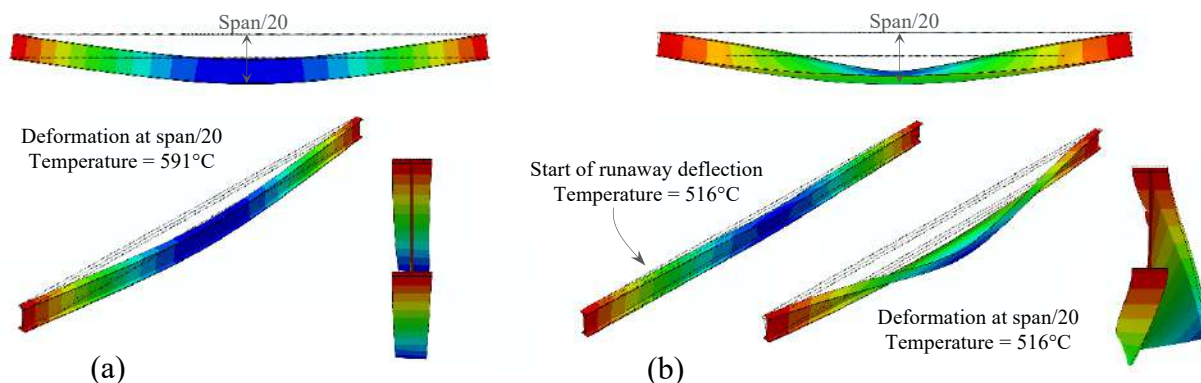 Span/20
Span/20
Deformation at span/20
Temperature = 591°C
Start of runaway deflection
Temperature = 516°C
Deformation at span/20
Temperature = 516°C
(a)
(b)